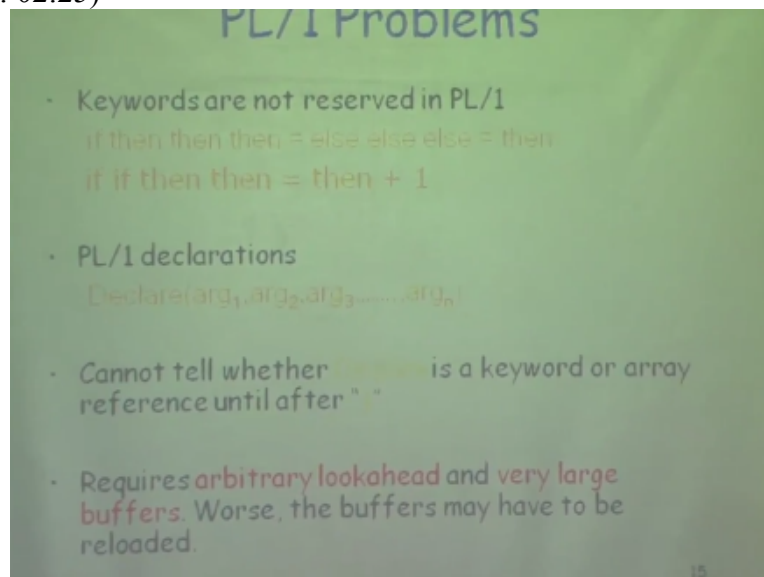 : 02:25)
PL/1 Problems
· Keywords are not reserved in PL/1
if then then then = else else else = then
if if then then = then + 1
· PL/1 declarations
Declare(arg₁,arg₂,arg₃,......,argₙ)
· Cannot tell whether Declare is a keyword or array
reference until after " "
· Requires arbitrary lookahead and very large
buffers. Worse, the buffers may have to be
reloaded.
15